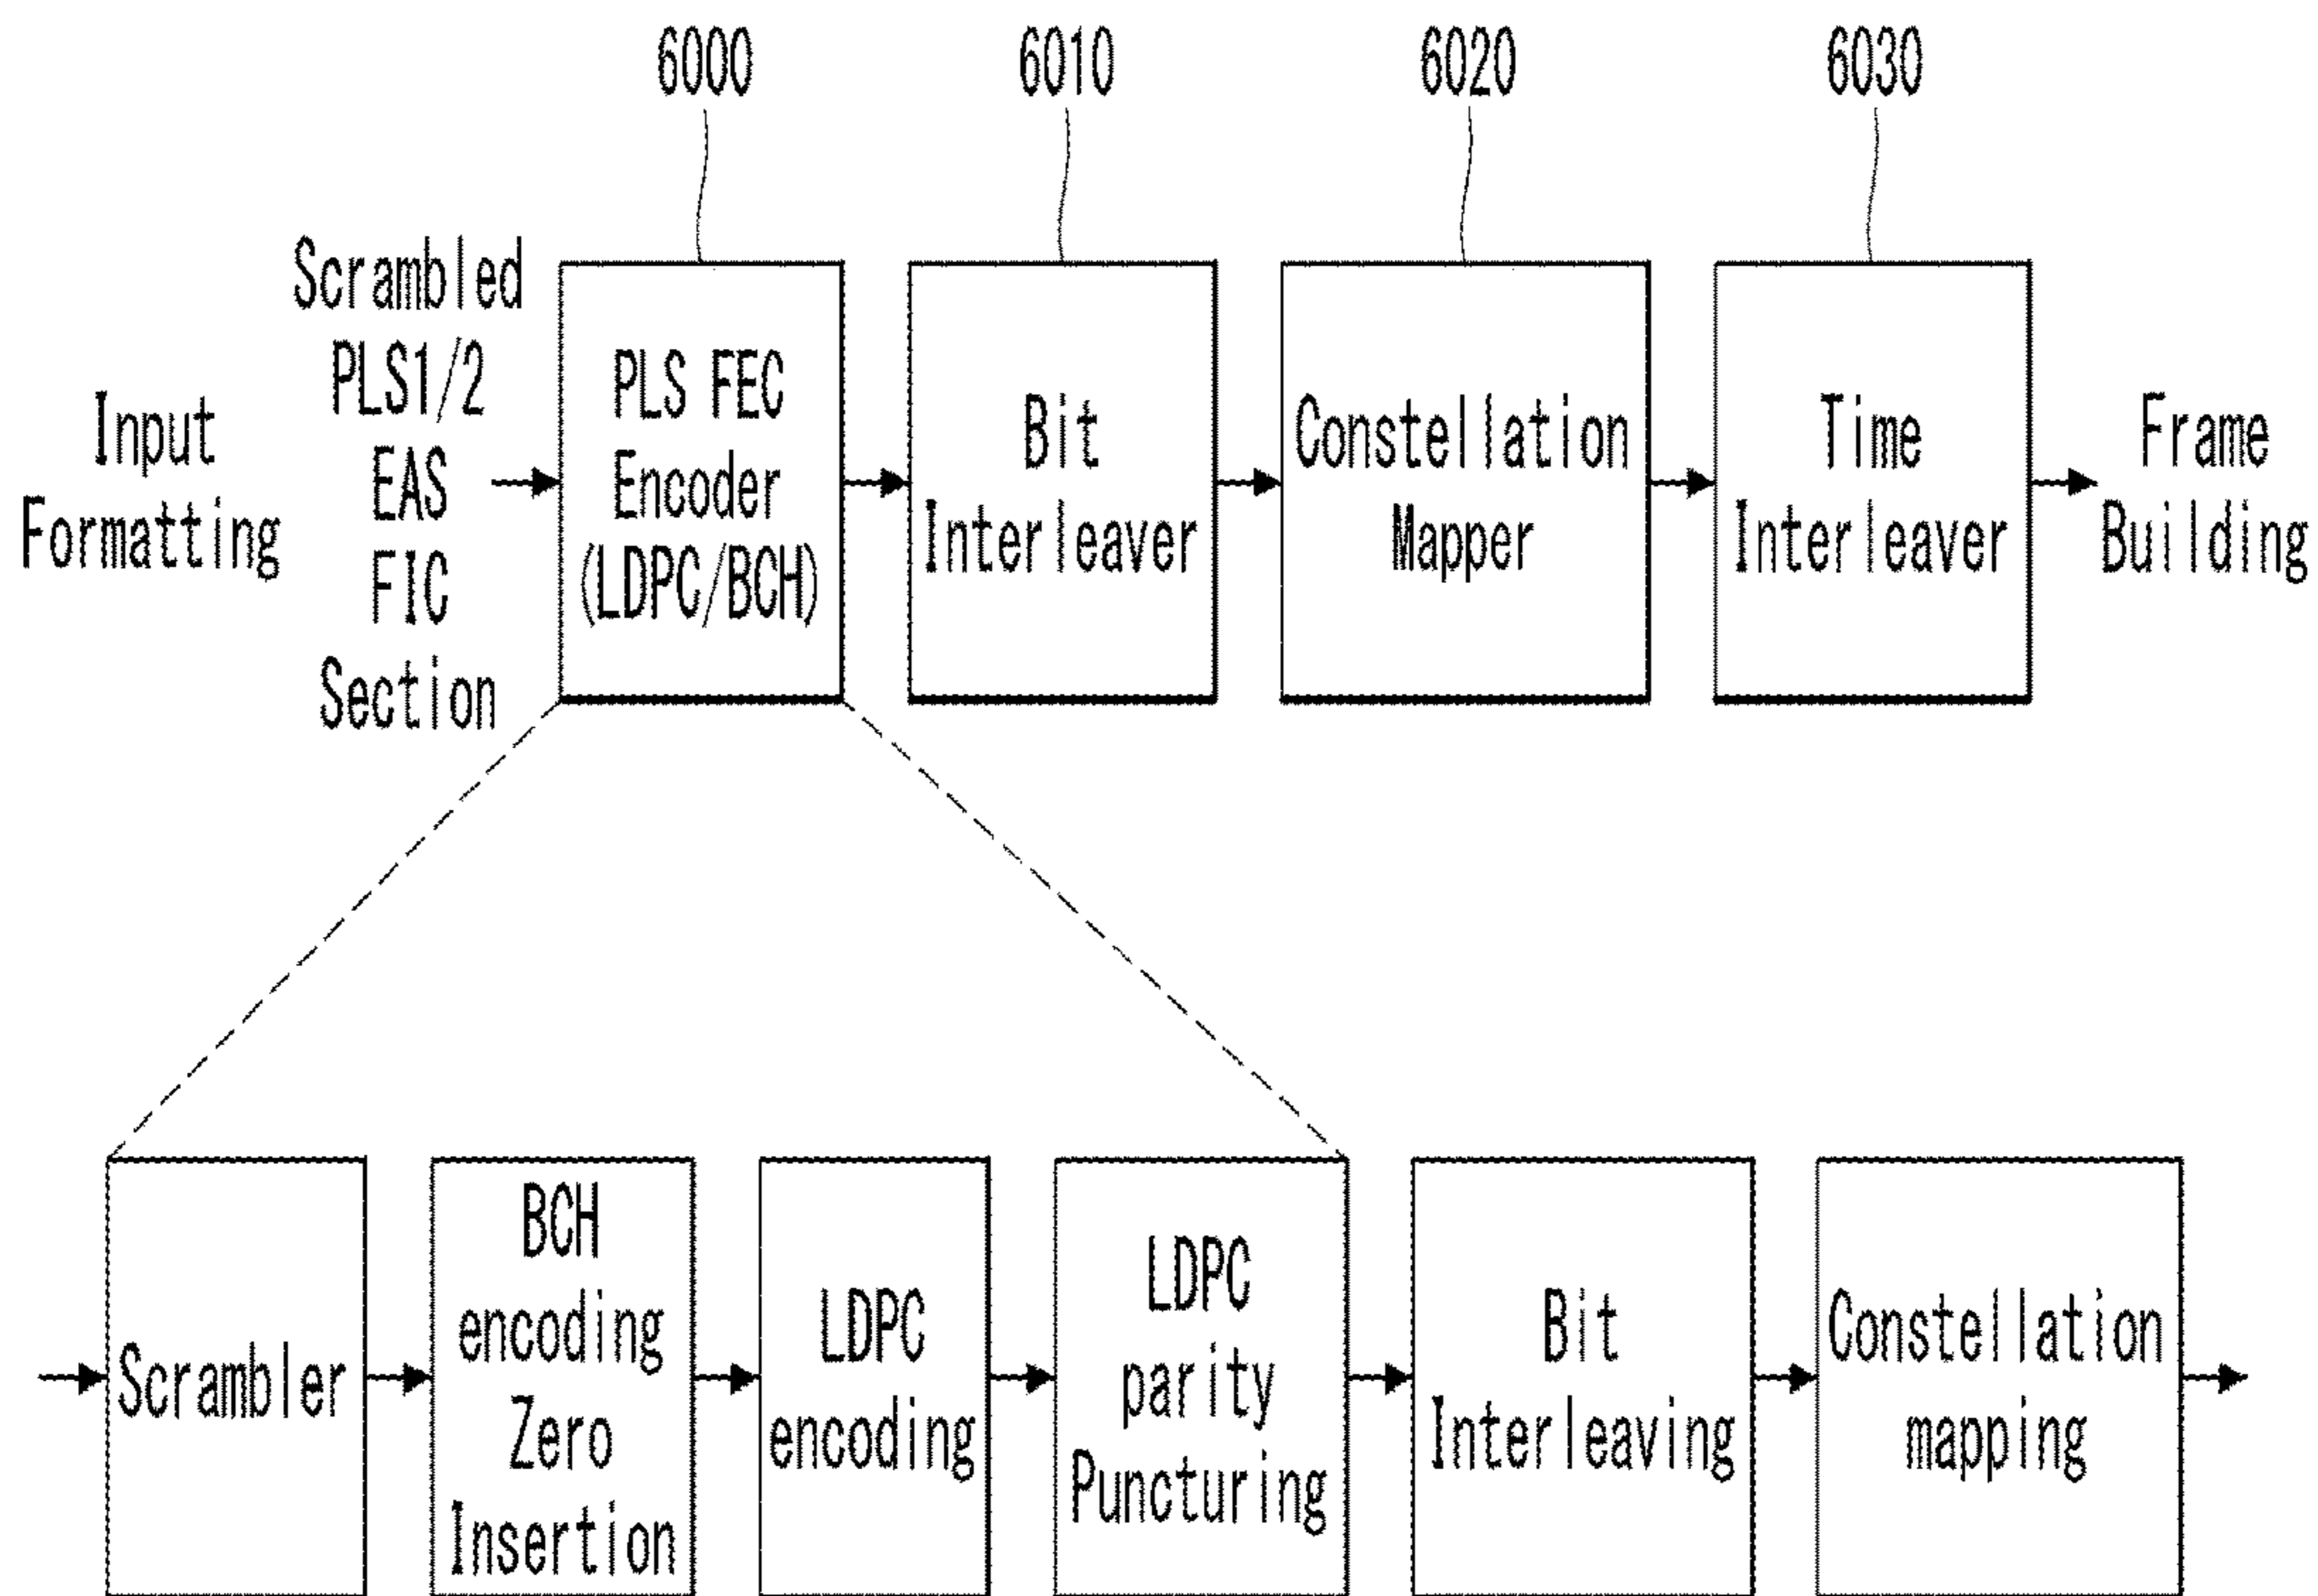 6000
6010
6020
6030
Input
Formatting
Scrambled
PLS1/2
EAS
FIC
Section
PLS FEC
Encoder
(LDPC/BCH)
Bit
Interleaver
Constellation
Mapper
Time
Interleaver
Frame
Building
Scrambler
BCH
encoding
Zero
Insertion
LDPC
encoding
LDPC
parity
Puncturing
Bit
Interleaving
Constellation
mapping